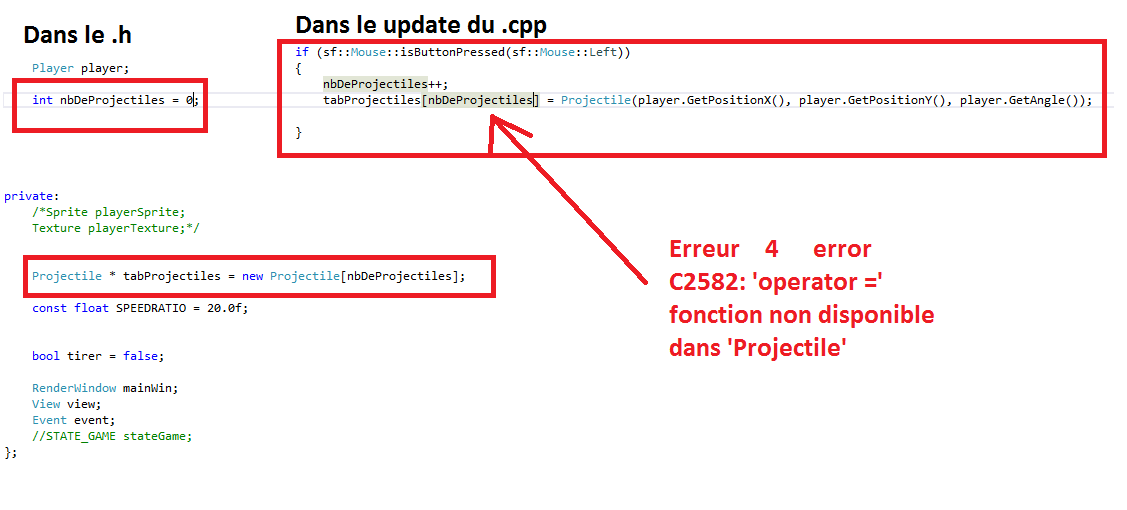 Dans le .h
Player player;
int nbDeProjectiles = 0;
Dans le update du .cpp
if (sf::Mouse::isButtonPressed(sf::Mouse::Left))
{
nbDeProjectiles++;
tabProjectiles[nbDeProjectiles] = Projectile(player.GetPositionX(), player.GetPositionY(), player.GetAngle());
}
private:
/*Sprite playerSprite;
Texture playerTexture;*/
Projectile * tabProjectiles = new Projectile[nbDeProjectiles];
const float SPEEDRATIO = 20.0f;
bool tirer = false;
RenderWindow mainWin;
View view;
Event event;
//STATE_GAME stateGame;
};
Erreur 4 error
C2582: 'operator ='
fonction non disponible
dans 'Projectile'